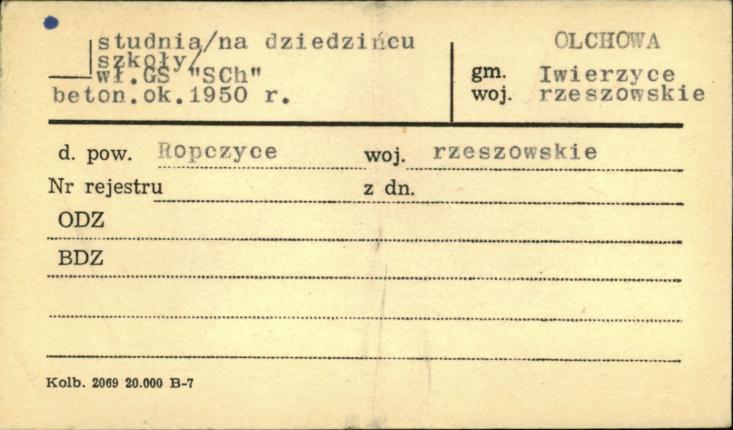 studnia/na dziedzińcu
szkoły/
wł.GS "SCh"
beton.ok.1950 r.
OLCHOWA
gm. Iwierzyce
woj. rzeszowskie
d. pow. Ropczyce woj. rzeszowskie
Nr rejestru z dn.
ODZ
BDZ
Kolb. 2069 20.000 B-7